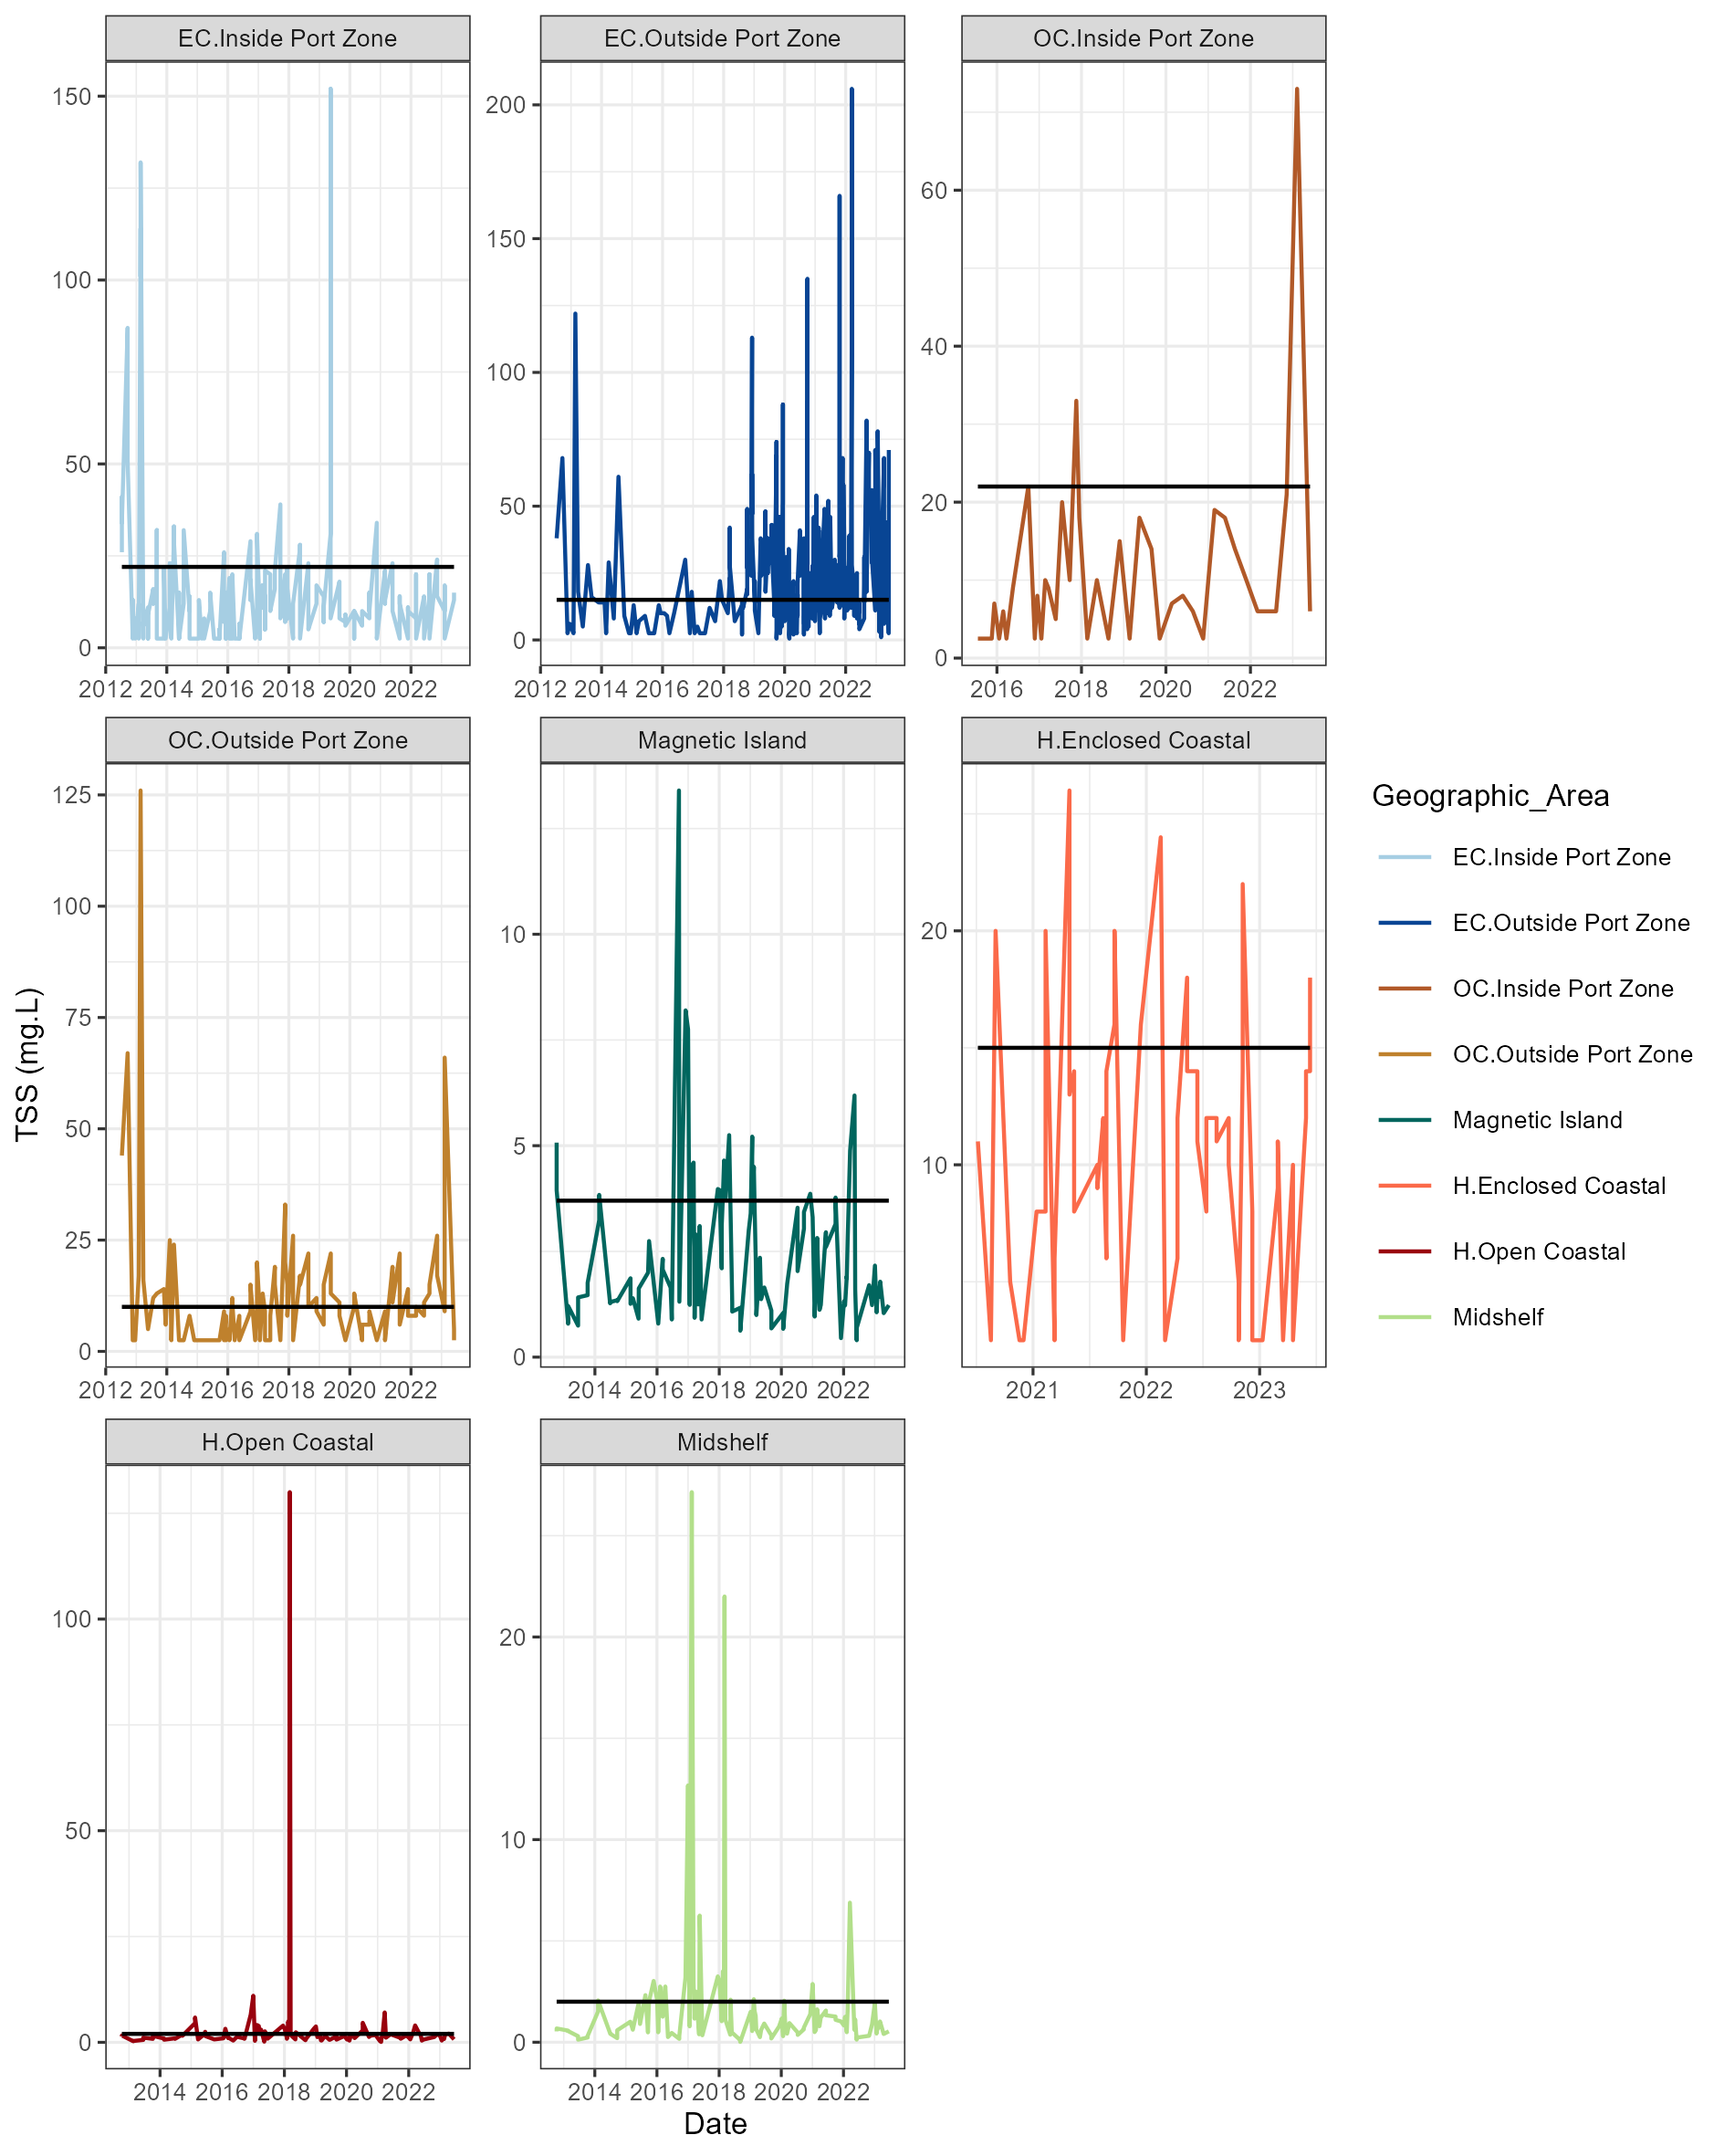 EC.Inside Port Zone
EC.Outside Port Zone
OC.Inside Port Zone
150
100
50
0
2012 2014 2016 2018 2020 2022
200
150
100
50
0
2012 2014 2016 2018 2020 2022
60
40
20
0
2016 2018 2020 2022
OC.Outside Port Zone
Magnetic Island
H.Enclosed Coastal
TSS (mg.L)
125
100
75
50
25
0
2012 2014 2016 2018 2020 2022
10
5
0
2014 2016 2018 2020 2022
20
10
2021 2022 2023
H.Open Coastal
Midshelf
100
50
0
2014 2016 2018 2020 2022
20
10
0
2014 2016 2018 2020 2022
Date
Geographic_Area
EC.Inside Port Zone
EC.Outside Port Zone
OC.Inside Port Zone
OC.Outside Port Zone
Magnetic Island
H.Enclosed Coastal
H.Open Coastal
Midshelf